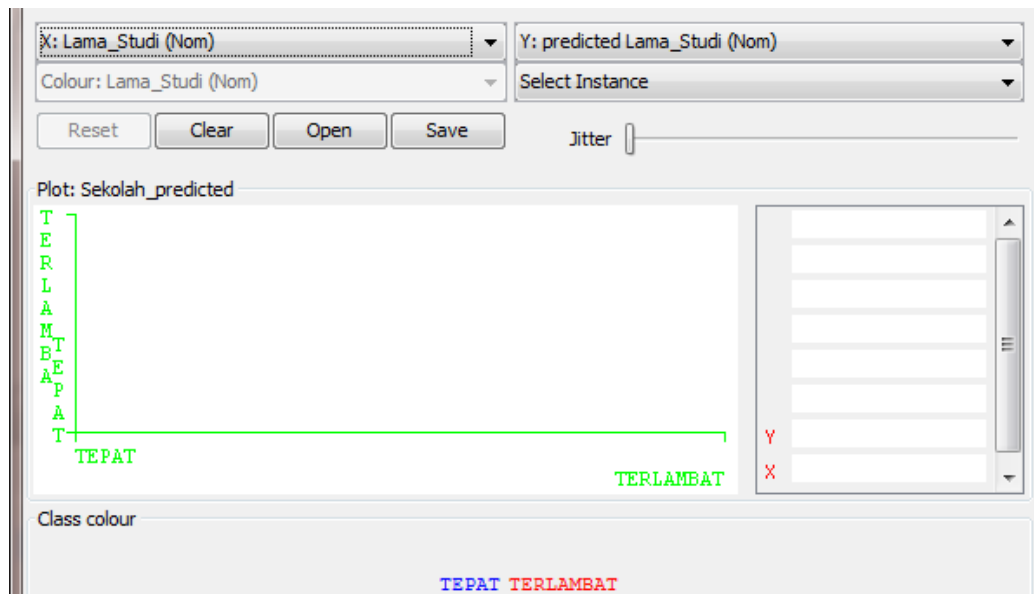 X: Lama_Studi (Nom)
Y: predicted Lama_Studi (Nom)
Colour: Lama_Studi (Nom)
Select Instance
Reset
Clear
Open
Save
Jitter
Plot: Sekolah_predicted
TERLAMBA
TEPAT
TEPAT
TERLAMBAT
Y
X
Class colour
TEPAT TERLAMBAT